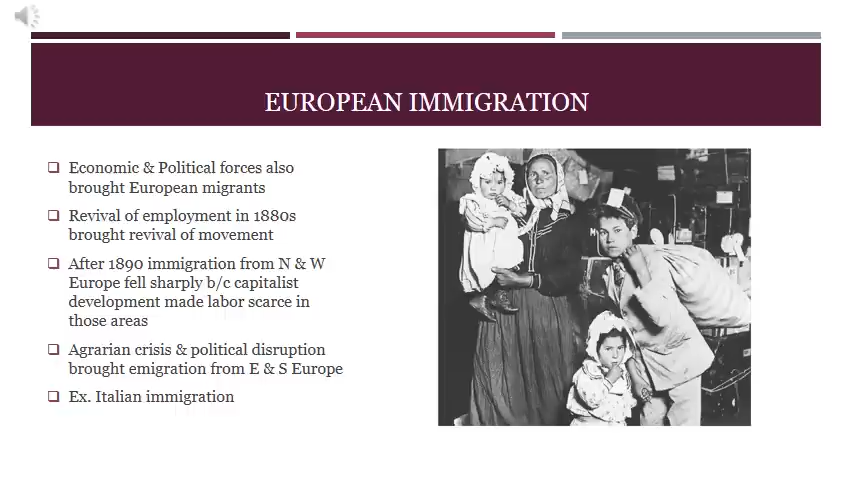 EUROPEAN IMMIGRATION
❑ Economic & Political forces also
brought European migrants
❑ Revival of employment in 1880s
brought revival of movement
❑ After 1890 immigration from N & W
Europe fell sharply b/c capitalist
development made labor scarce in
those areas
❑ Agrarian crisis & political disruption
brought emigration from E & S Europe
❑ Ex. Italian immigration